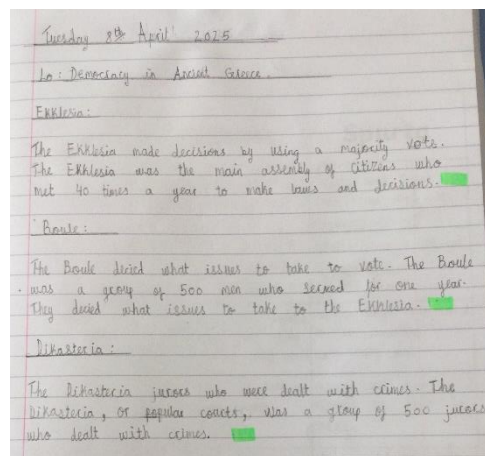 Tuesday 8th April 2025
Lo: Democracy in Ancient Greece.
Ekklesia:
The Ekklesia made decisions by using a majority vote.
The Ekklesia was the main assembly of citizens who
met 40 times a year to make laws and decisions.
Boule:
The Boule decied what issues to take to vote. The Boule
was a group of 500 men who served for one year.
They decied what issues to take to the Ekklesia.
Dikasteria:
The Dikasteria jurors who were dealt with crimes. The
Dikasteria, or popular courts, was a group of 500 jurors
who dealt with crimes.